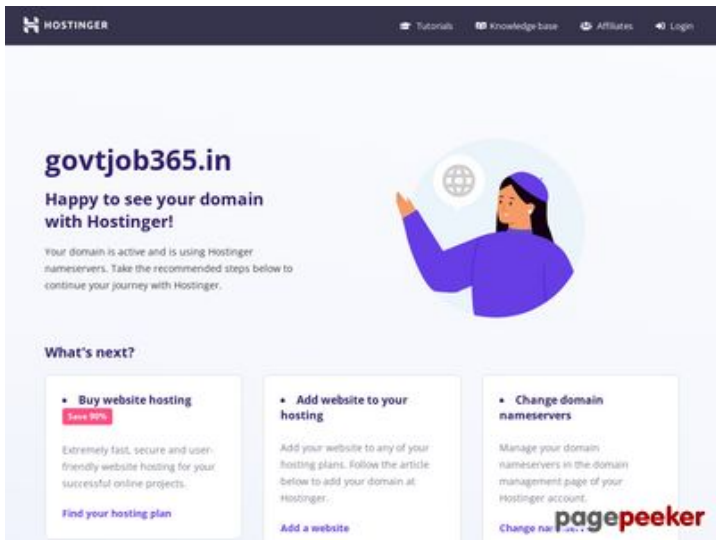 HOSTINGER
Tutorials Knowledge base Affiliates Login
govtjob365.in
Happy to see your domain
with Hostinger!
Your domain is active and is using Hostinger
nameservers. Take the recommended steps below to
continue your journey with Hostinger.
What's next?
• Buy website hosting
Save 90%
Extremely fast, secure and user-
friendly website hosting for your
successful online projects.
Find your hosting plan
• Add website to your
hosting
Add your website to any of your
hosting plans. Follow the article
below to add your domain at
Hostinger.
Add a website
• Change domain
nameservers
Manage your domain
nameservers in the domain
management page of your
Hostinger account.
Change
pagepeeker